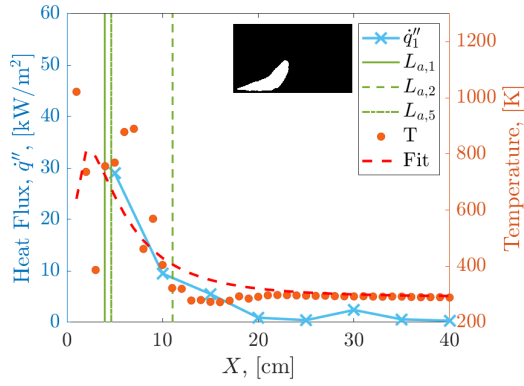 60
50
40
30
20
10
0
Heat Flux, q̇″, [kW/m²]
0
10
20
30
40
X, [cm]
1200
1000
800
600
400
200
Temperature, [K]
q̇″₁
L_{a,1}
L_{a,2}
L_{a,5}
T
Fit